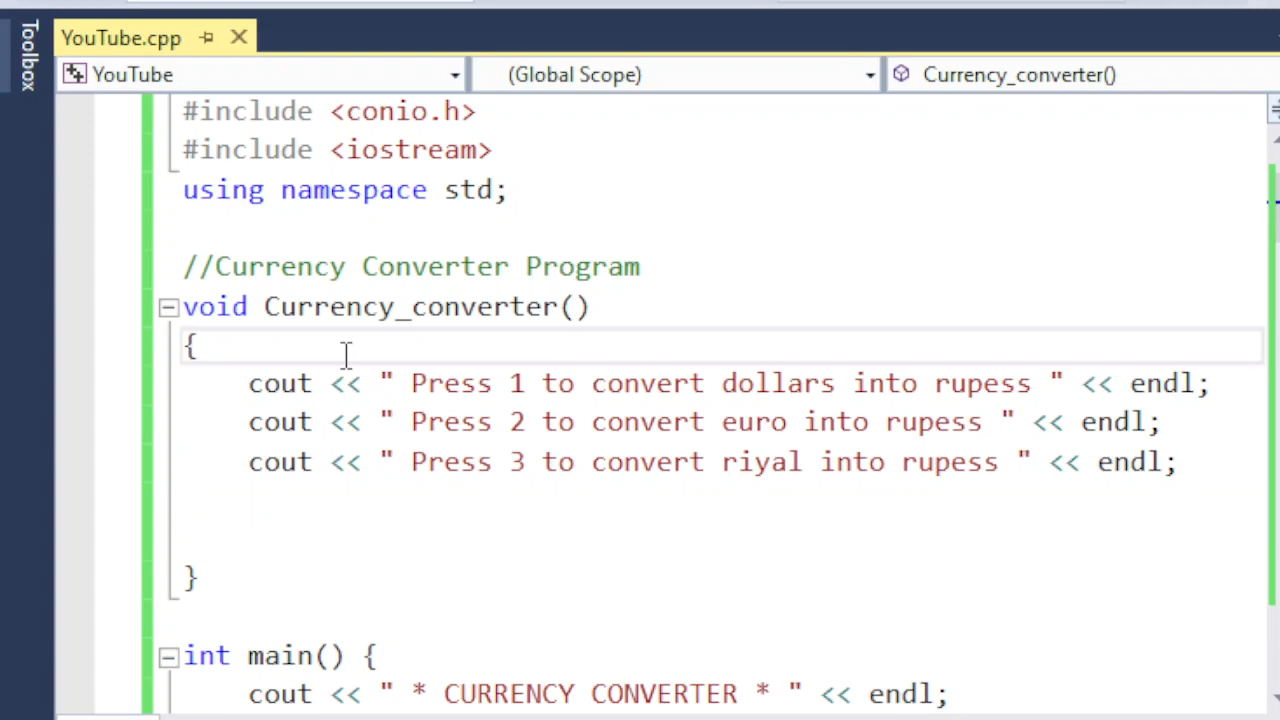 Toolbox
YouTube.cpp
YouTube (Global Scope) Currency_converter()
#include <conio.h>
#include <iostream>
using namespace std;
//Currency Converter Program
void Currency_converter()
{
cout << " Press 1 to convert dollars into rupess " << endl;
cout << " Press 2 to convert euro into rupess " << endl;
cout << " Press 3 to convert riyal into rupess " << endl;
}
int main() {
cout << " * CURRENCY CONVERTER * " << endl;